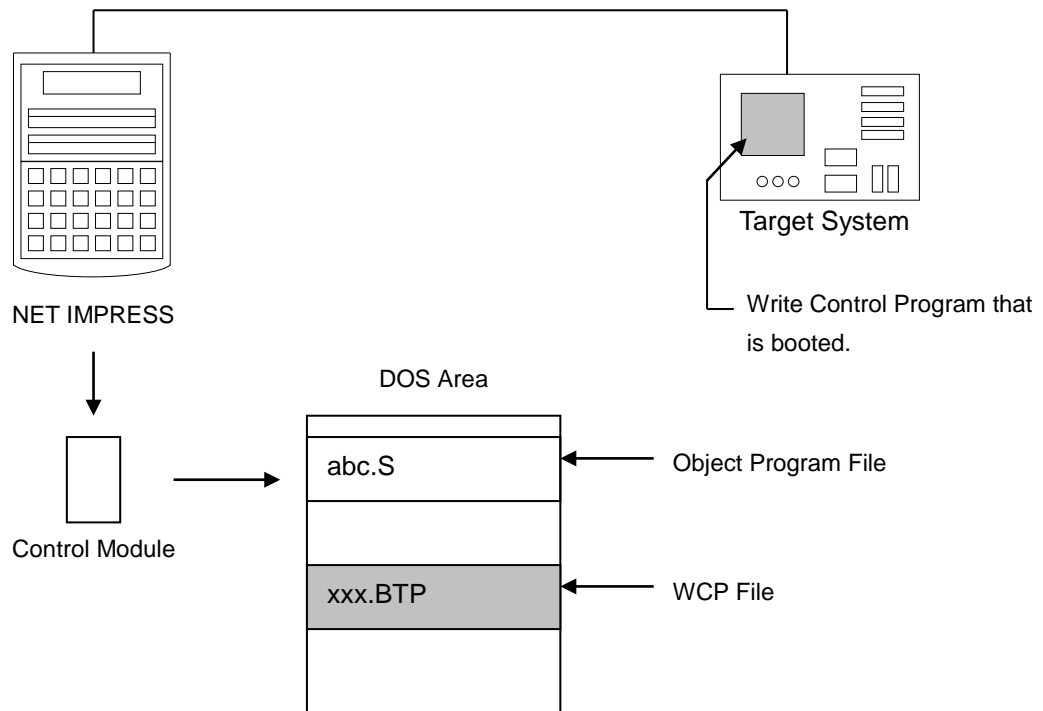 Target System
NET IMPRESS
Write Control Program that
is booted.
DOS Area
abc.S
Object Program File
Control Module
xxx.BTP
WCP File